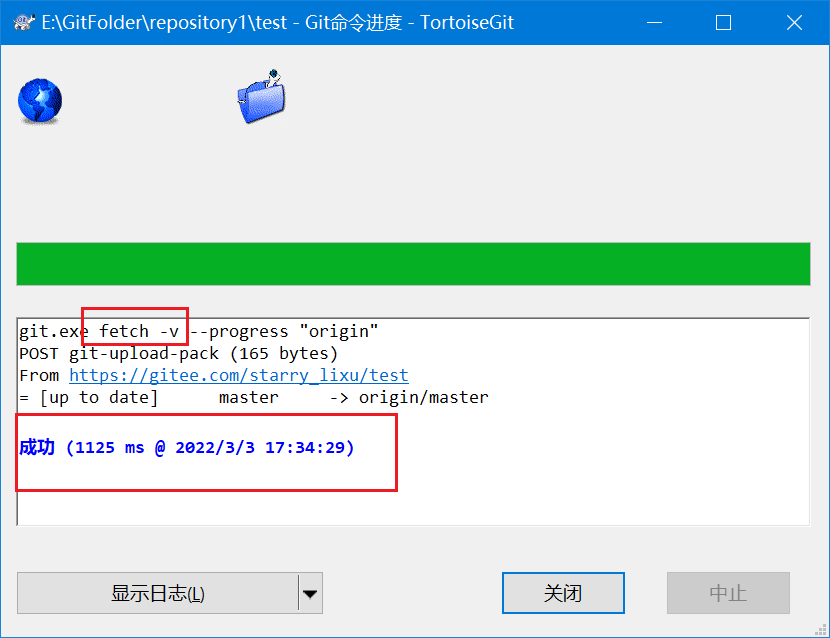 E:\GitFolder\repository1\test - Git命令进度 - TortoiseGit
git.exe fetch -v --progress "origin"
POST git-upload-pack (165 bytes)
From https://gitee.com/starry_lixu/test
= [up to date]      master     -> origin/master
成功 (1125 ms @ 2022/3/3 17:34:29)
显示日志(L)
关闭
中止